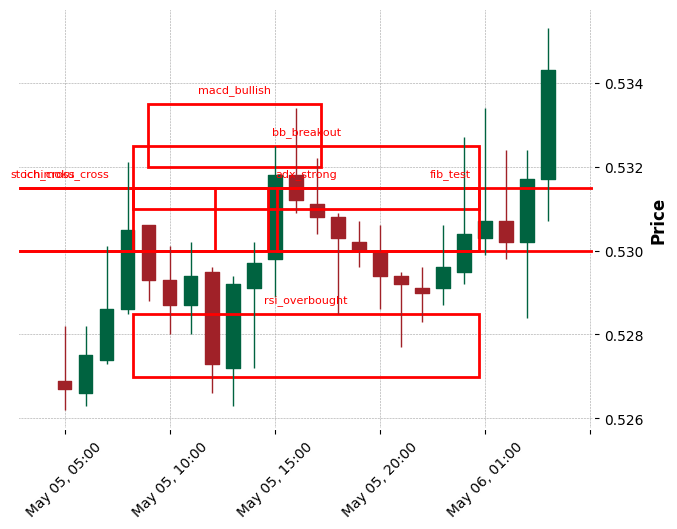 macd_bullish
0.534
bb_breakout
0.532
stoch_cross
ichimoku_cross
adx_strong
fib_test
0.530
rsi_overbought
0.528
0.526
Price
May 05, 05:00
May 05, 10:00
May 05, 15:00
May 05, 20:00
May 06, 01:00